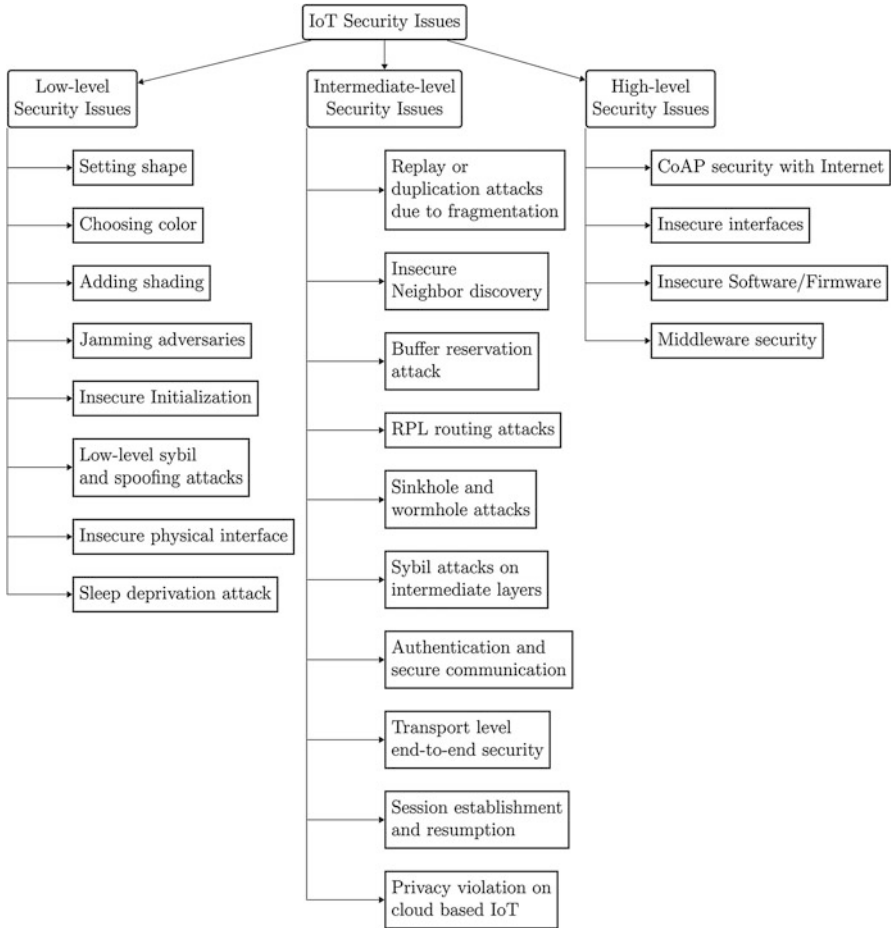 IoT Security Issues
Low-level
Security Issues
Setting shape
Choosing color
Adding shading
Jamming adversaries
Insecure Initialization
Low-level sybil
and spoofing attacks
Insecure physical interface
Sleep deprivation attack
Intermediate-level
Security Issues
Replay or
duplication attacks
due to fragmentation
Insecure
Neighbor discovery
Buffer reservation
attack
RPL routing attacks
Sinkhole and
wormhole attacks
Sybil attacks on
intermediate layers
Authentication and
secure communication
Transport level
end-to-end security
Session establishment
and resumption
Privacy violation on
cloud based IoT
High-level
Security Issues
CoAP security with Internet
Insecure interfaces
Insecure Software/Firmware
Middleware security